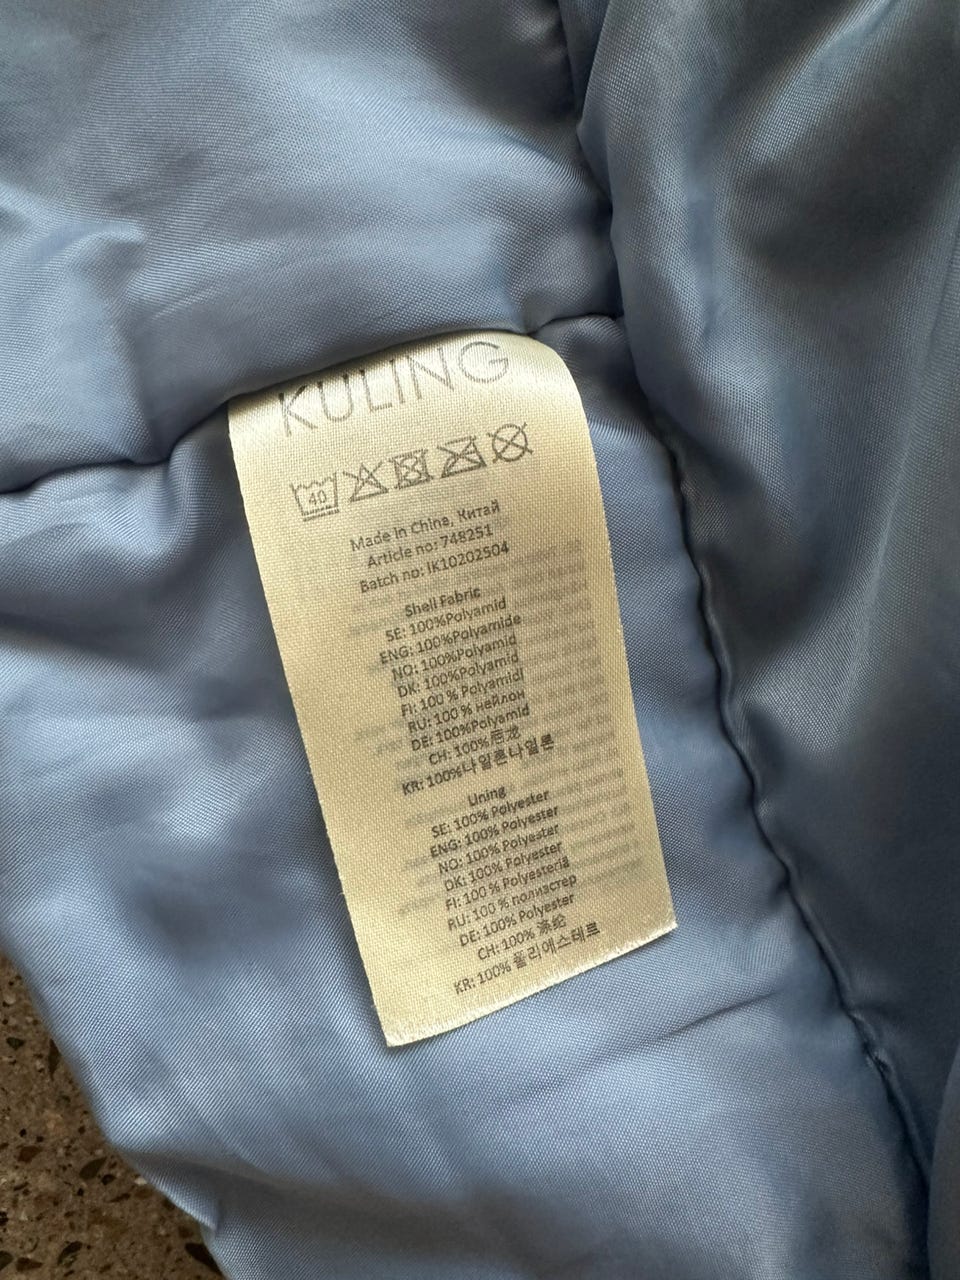 KULING
40
Made in China, Китай
Article no: 748251
Batch no: IK10202504
Shell Fabric
SE: 100%Polyamid
ENG: 100%Polyamide
NO: 100%Polyamid
DK: 100%Polyamid
FI: 100 % Polyamidi
RU: 100 % нейлон
DE: 100%Polyamid
CH: 100%
KR: 100%나일론나일론
Lining
SE: 100% Polyester
ENG: 100% Polyester
NO: 100% Polyester
DK: 100% Polyester
FI: 100 % Polyesteriä
RU: 100 % полиэстер
DE: 100% Polyester
CH: 100% 涤纶
KR: 100% 폴리에스테르